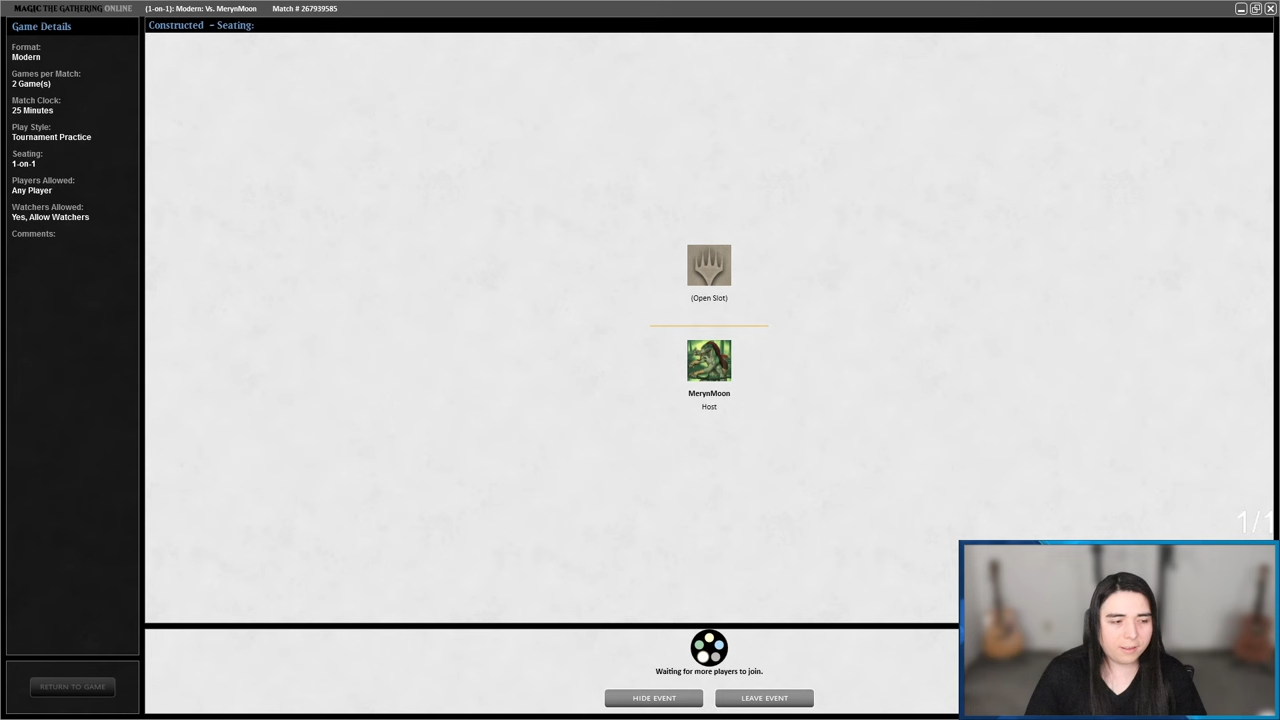 MAGIC THE GATHERING ONLINE (1-on-1): Modern: Vs. MerynMoon Match # 267939585
Game Details
Format:
Modern
Games per Match:
2 Game(s)
Match Clock:
25 Minutes
Play Style:
Tournament Practice
Seating:
1-on-1
Players Allowed:
Any Player
Watchers Allowed:
Yes, Allow Watchers
Comments:
RETURN TO GAME
Constructed - Seating:
(Open Slot)
MerynMoon
Host
1/1
Waiting for more players to join.
HIDE EVENT LEAVE EVENT